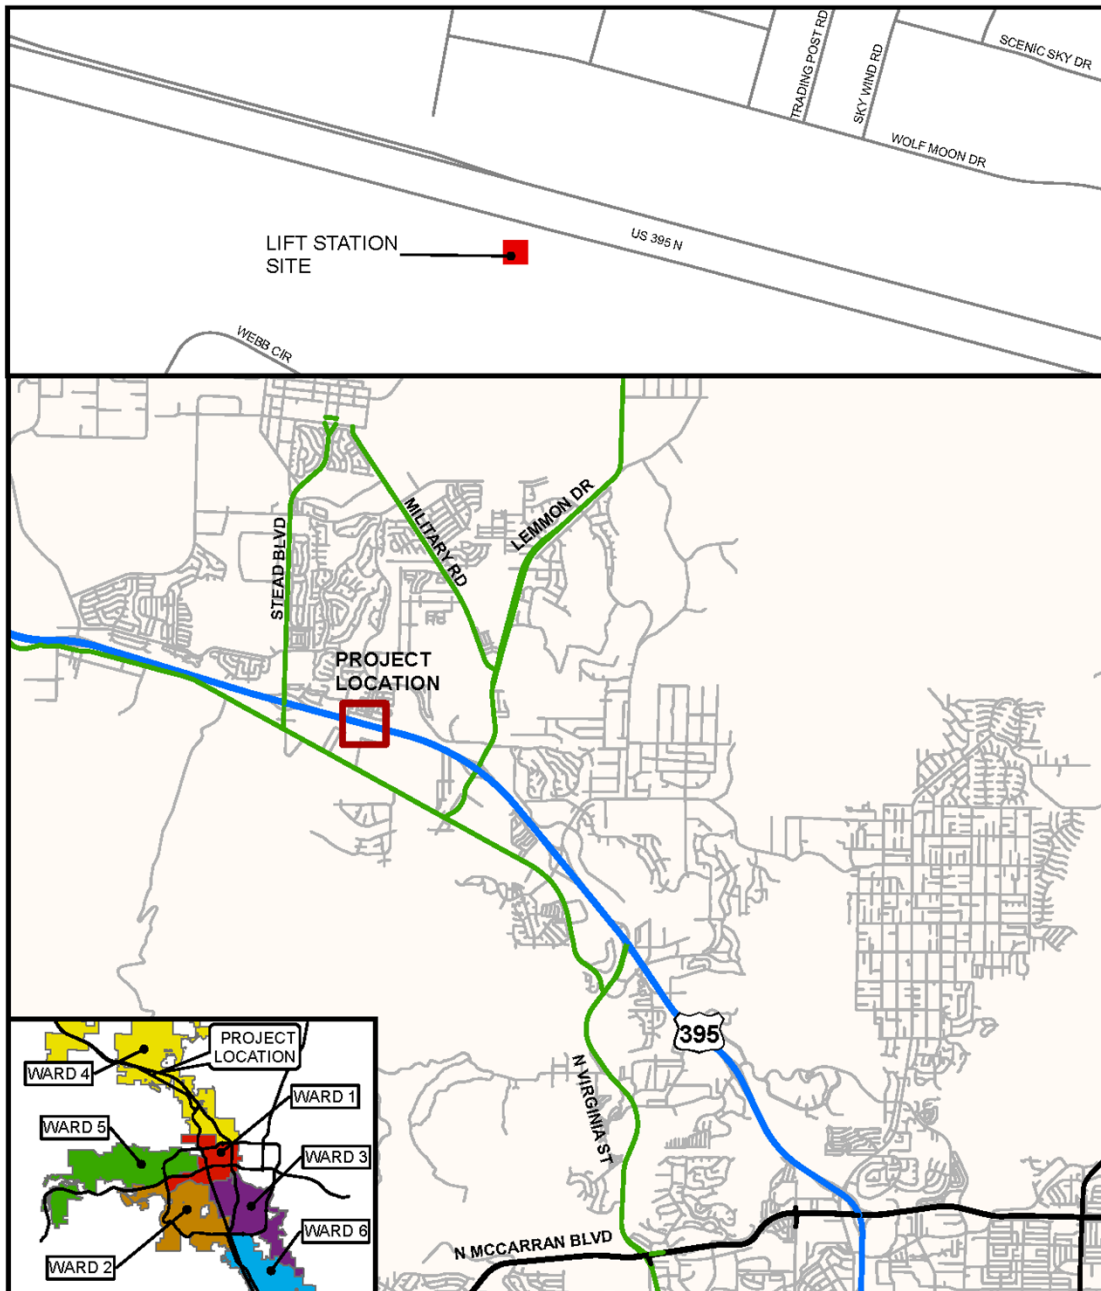 SCENIC SKY DR
TRADING POST RD
SKY WIND RD
WOLF MOON DR
US 395 N
LIFT STATION
SITE
WEBB CIR
STEAD BLVD
MILITARY RD
LEMMON DR
PROJECT
LOCATION
395
N VIRGINIA ST
N MCCARRAN BLVD
PROJECT
LOCATION
WARD 4
WARD 1
WARD 5
WARD 3
WARD 6
WARD 2